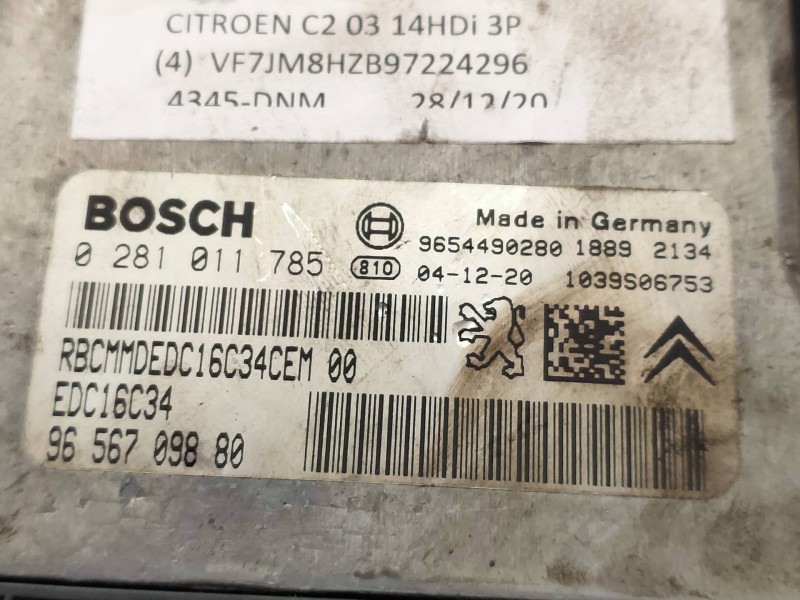 CITROEN C2 03 14HDi 3P
(4) VF7JM8HZB97224296
4345-DNM 28/12/20
BOSCH
Made in Germany
0 281 011 785
9654490280 1889 2134
810 04-12-20 1039S06753
RBCMMDEDC16C34CEM 00
EDC16C34
96 567 098 80